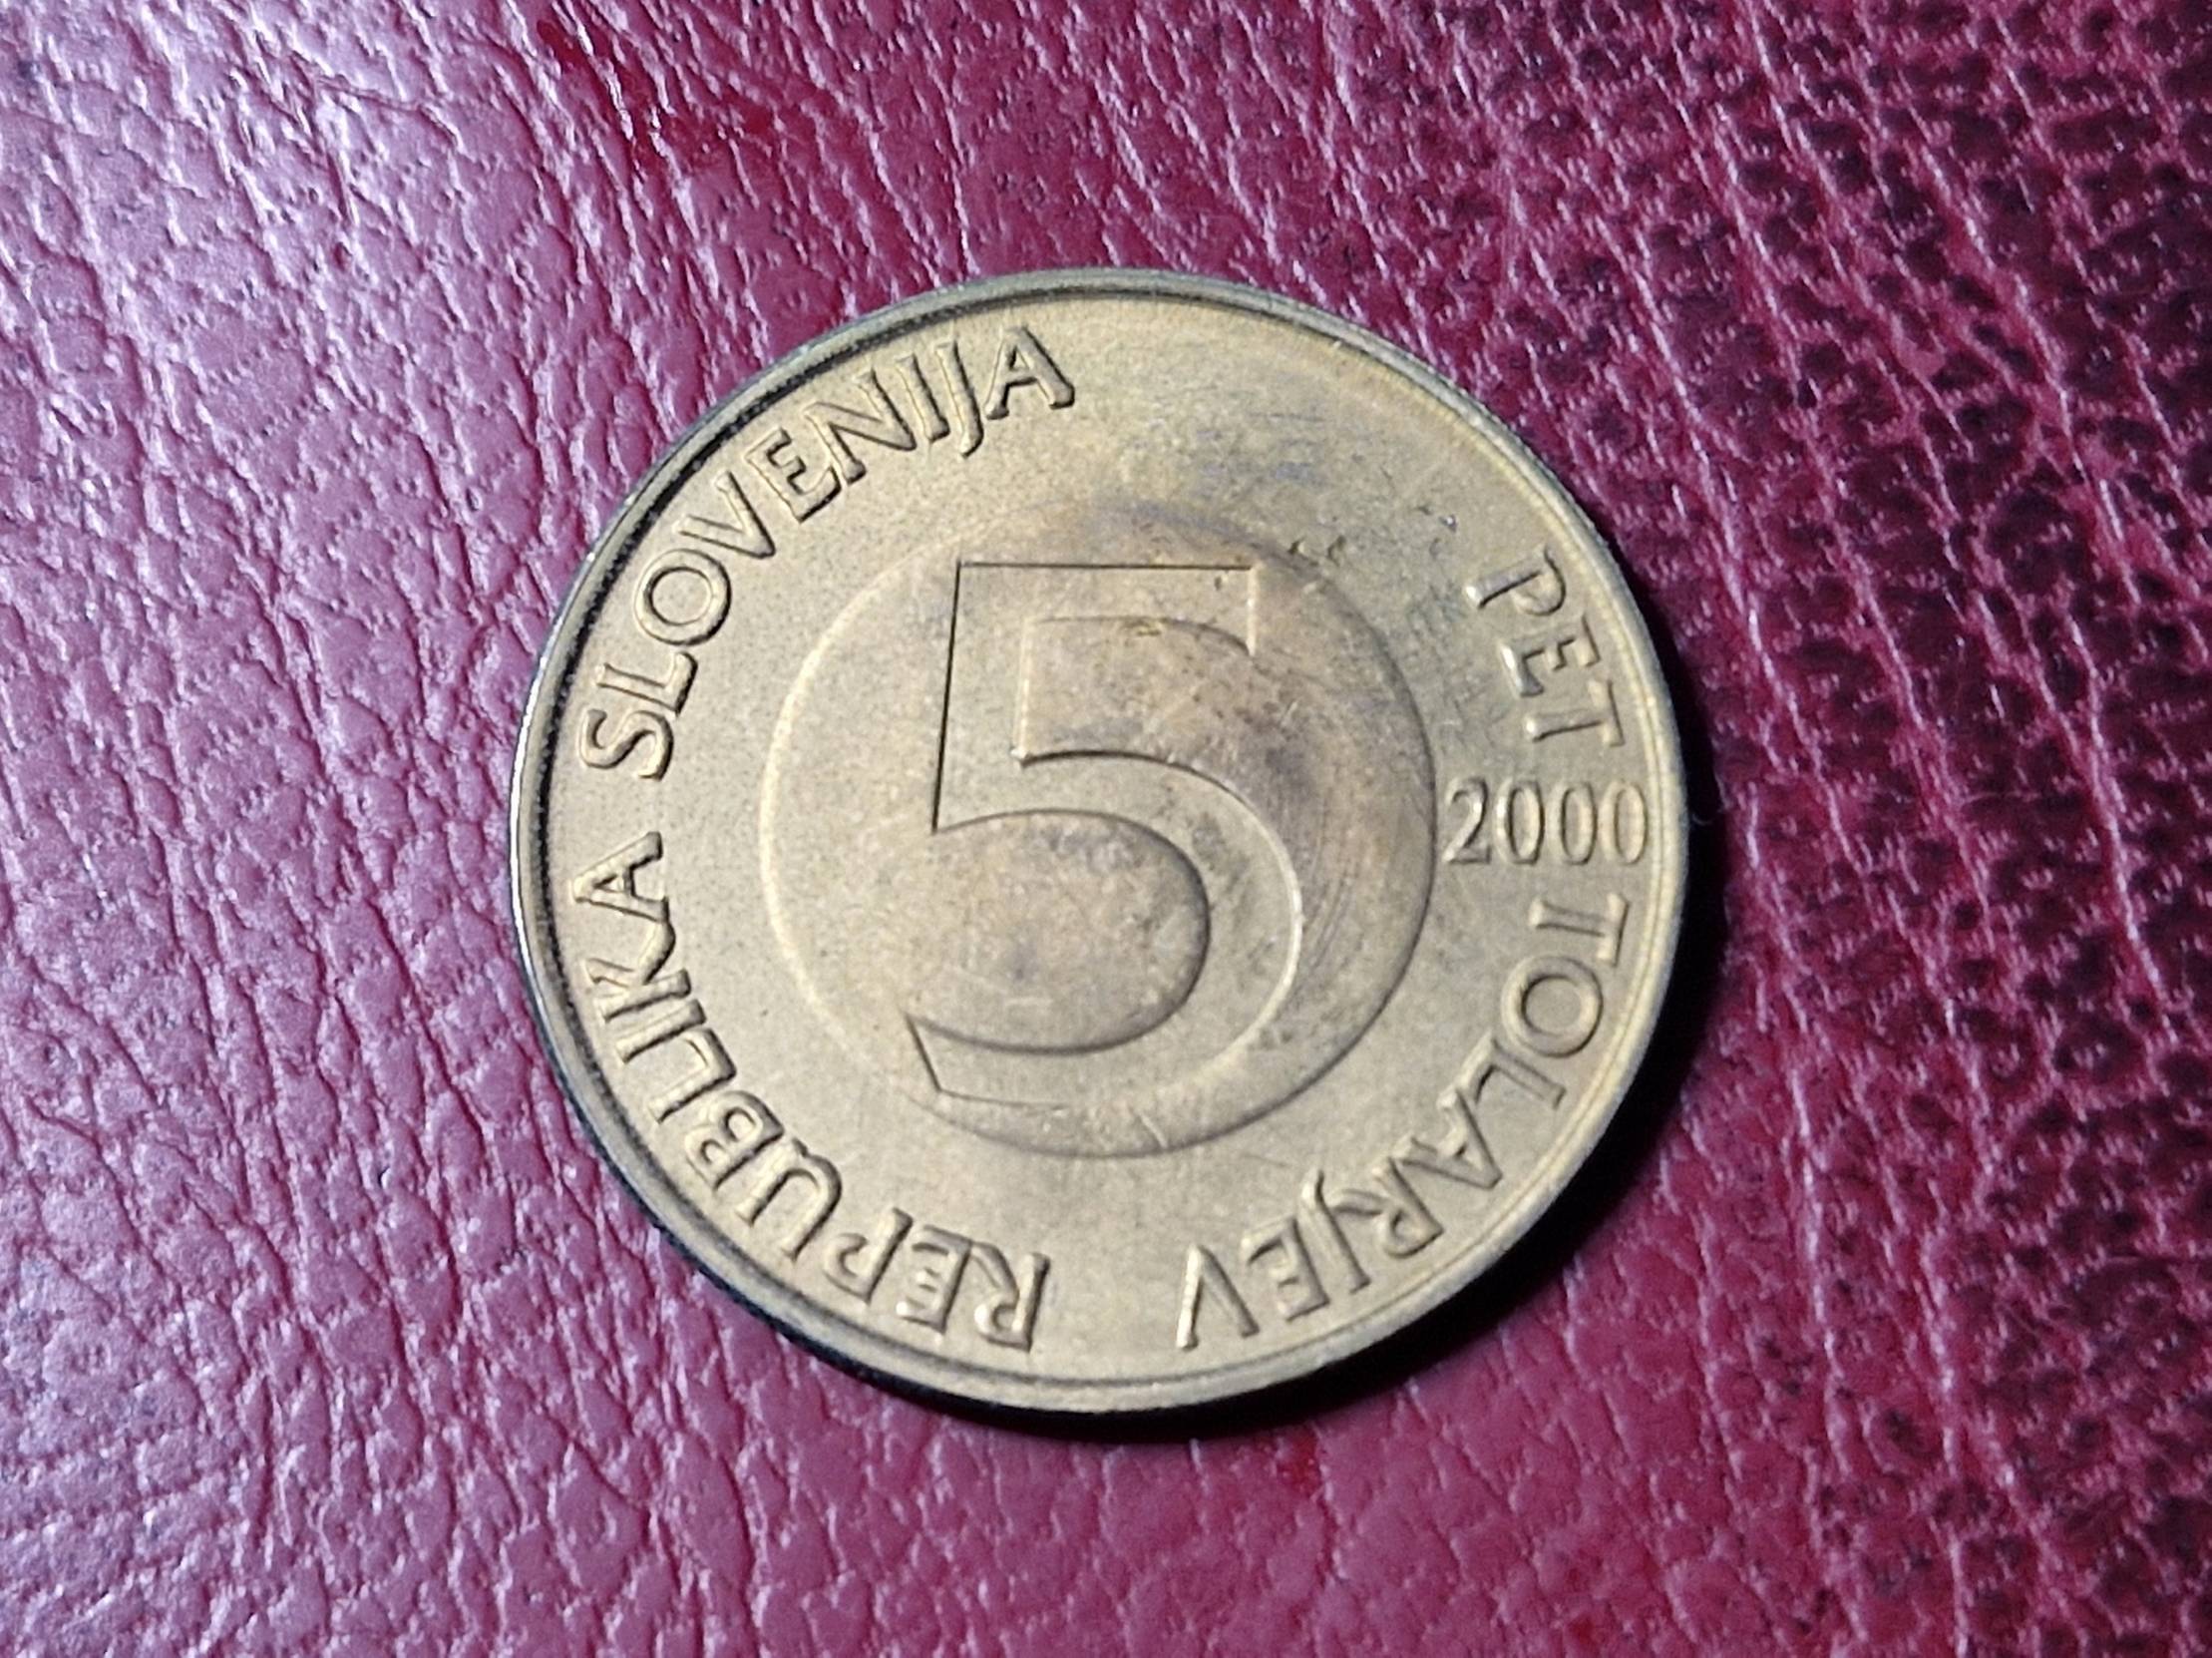 REPUBLIKA SLOVENIJA
5
PET TOLARJEV
2000